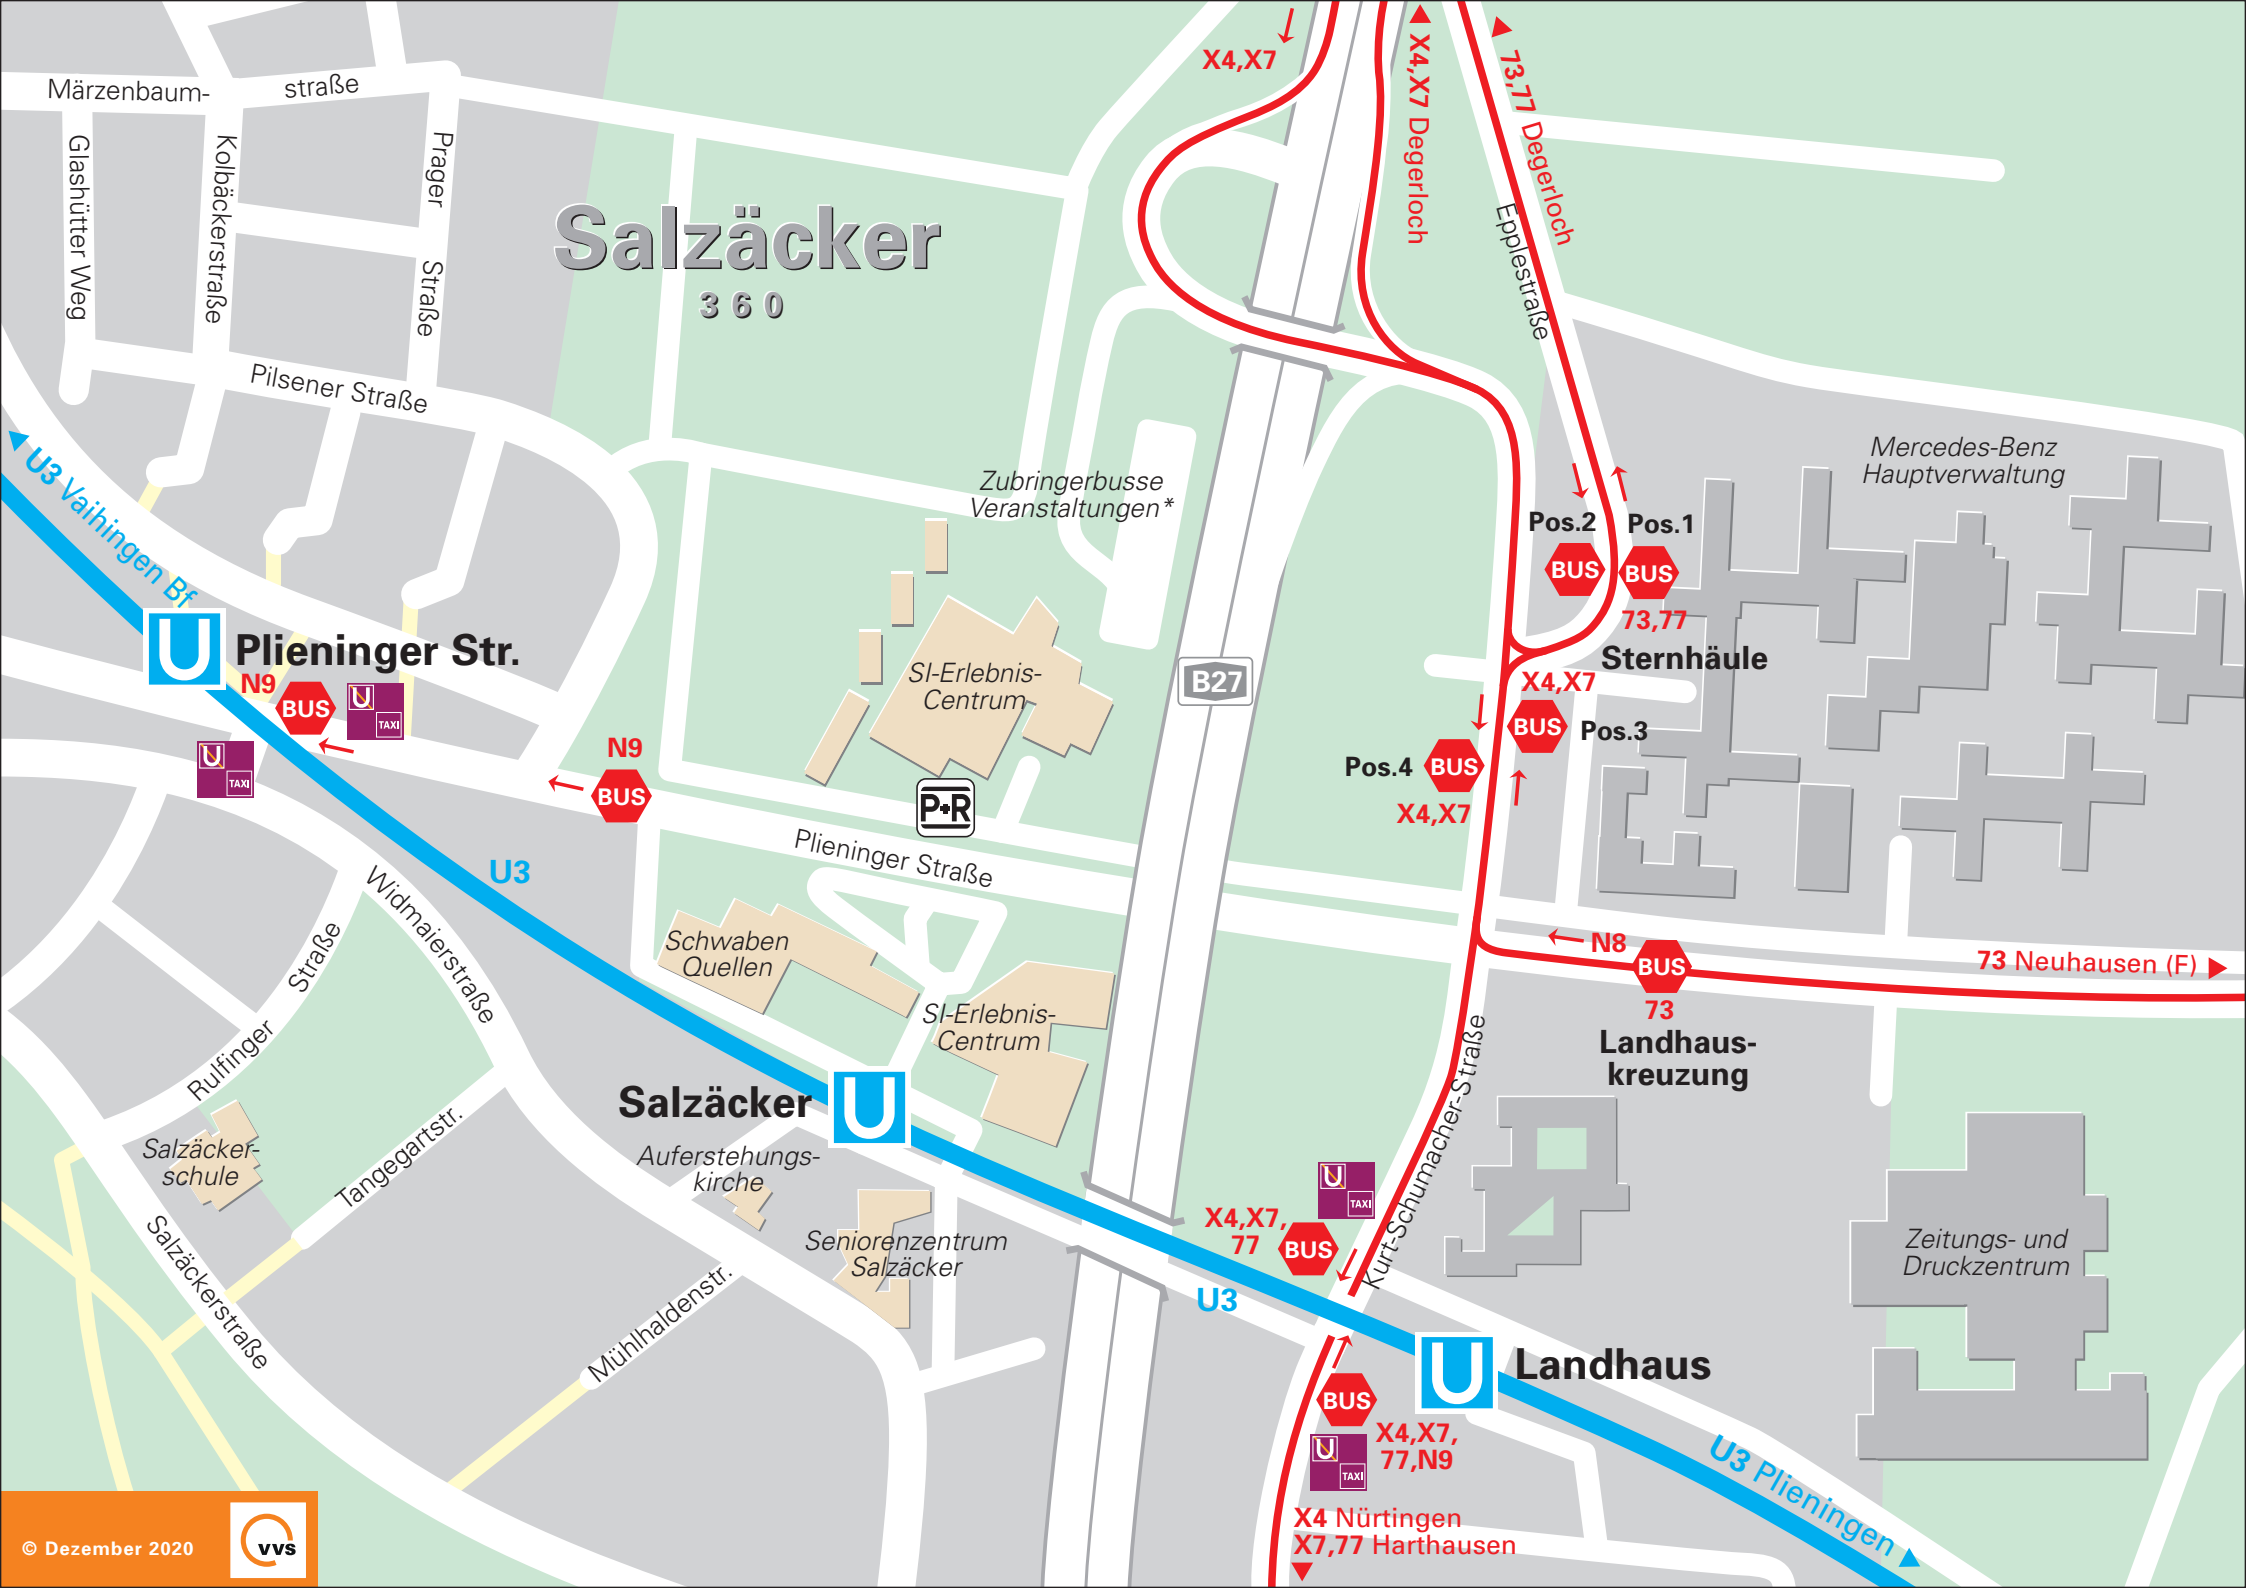 X4,X7
X4,X7 Degerloch
73,77 Degerloch
Märzenbaum-
straße
Glashütter Weg
Kolbäckerstraße
Prager
Straße
Salzäcker
360
Epplestraße
Pilsener Straße
Zubringerbusse
Veranstaltungen*
Mercedes-Benz
Hauptverwaltung
U3 Vaihingen Bf
Pos.2
Pos.1
BUS
BUS
73,77
Sternhäule
U
Plieninger Str.
N9
BUS
U
TAXI
U
TAXI
SI-Erlebnis-
Centrum
B27
X4,X7
BUS
Pos.3
Pos.4
BUS
X4,X7
N9
BUS
P+R
Plieninger Straße
U3
Widmaierstraße
Rulfinger
Straße
Schwaben
Quellen
SI-Erlebnis-
Centrum
N8
BUS
73
73 Neuhausen (F)
Landhaus-
kreuzung
Kurt-Schumacher-Straße
Salzäcker
U
Auferstehungs-
kirche
Seniorenzentrum
Salzäcker
Salzäcker-
schule
Tangegartstr.
Salzäckerstraße
Mühlhaldenstr.
X4,X7,
77
BUS
U
TAXI
U3
Zeitungs- und
Druckzentrum
U
Landhaus
BUS
X4,X7,
77,N9
U
TAXI
X4 Nürtingen
X7,77 Harthausen
U3 Plieningen
© Dezember 2020
vvs